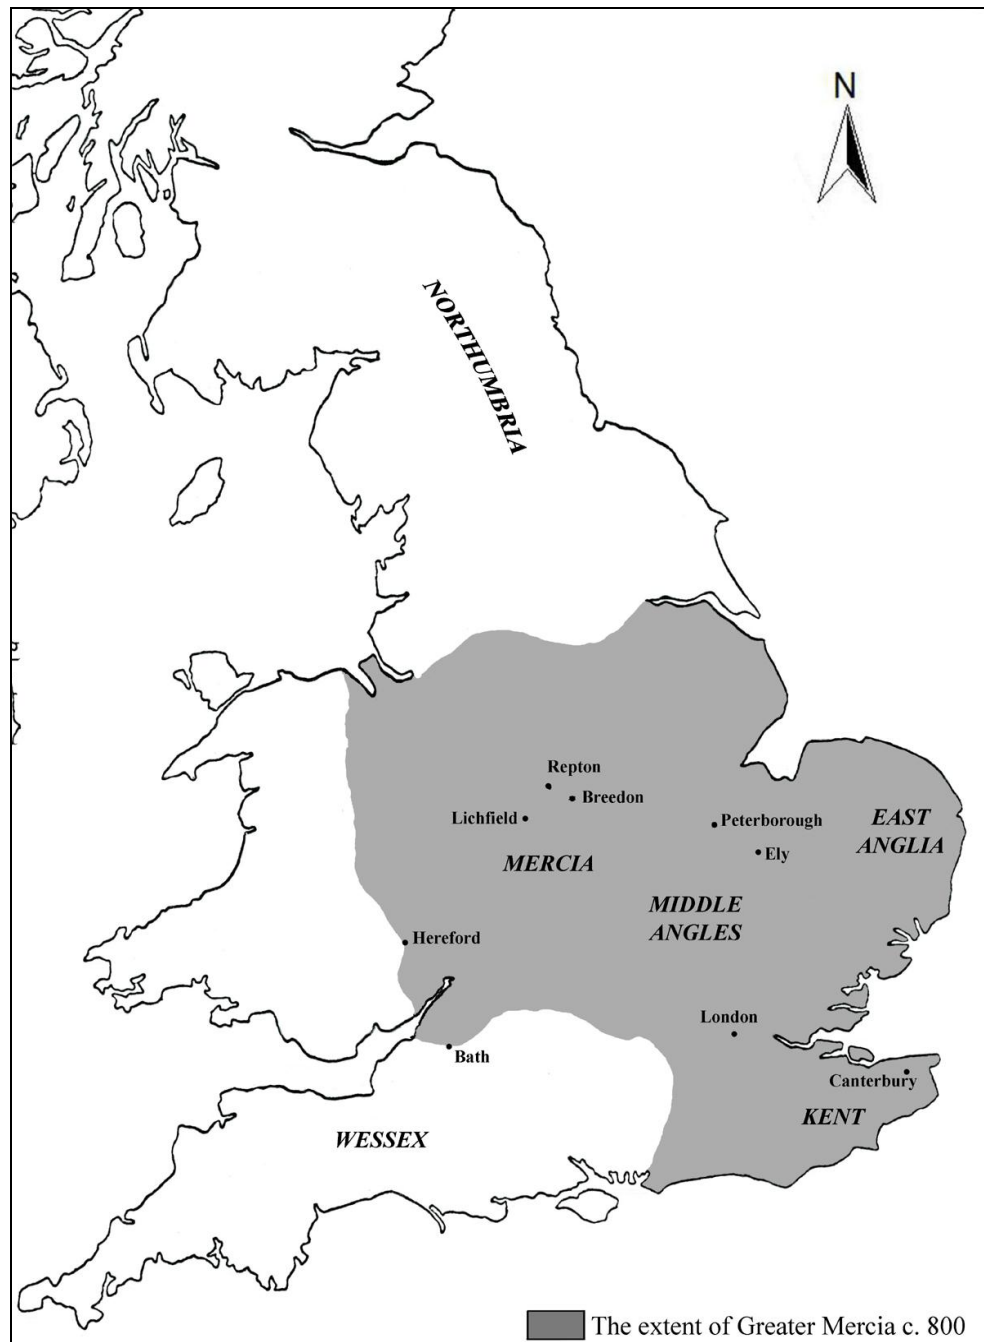 N
NORTHUMBRIA
Repton
Breedon
Lichfield
Peterborough
EAST
ANGLIA
Ely
MERCIA
MIDDLE
ANGLES
Hereford
London
Bath
Canterbury
KENT
WESSEX
The extent of Greater Mercia c. 800